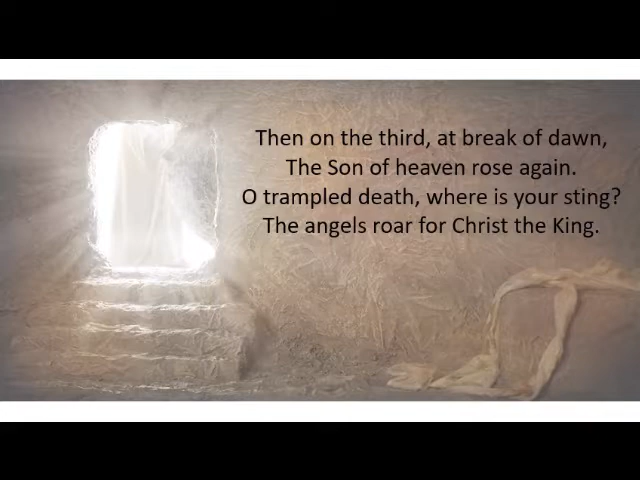 Then on the third, at break of dawn,
The Son of heaven rose again.
O trampled death, where is your sting?
The angels roar for Christ the King.